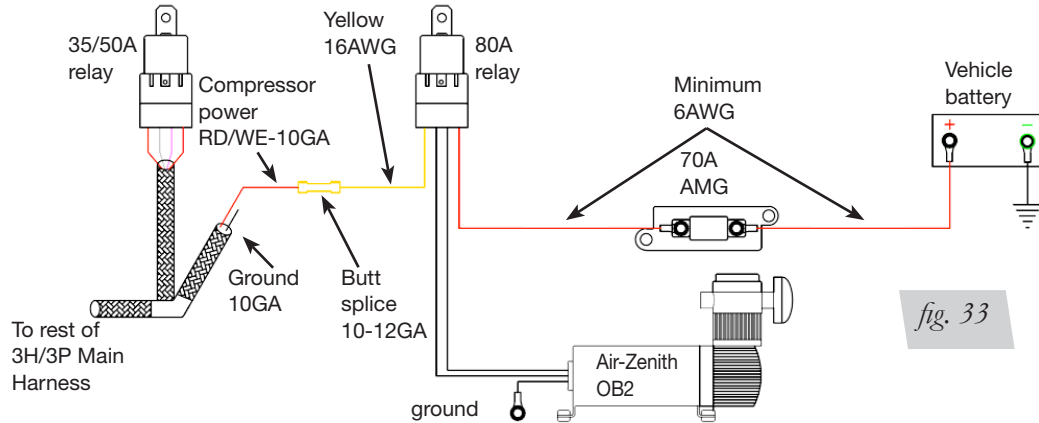 35/50A
relay
Compressor
power
RD/WE-10GA
Yellow
16AWG
80A
relay
Minimum
6AWG
70A
AMG
Vehicle
battery
+
−
Ground
10GA
Butt
splice
10-12GA
To rest of
3H/3P Main
Harness
Air-Zenith
OB2
ground
fig. 33